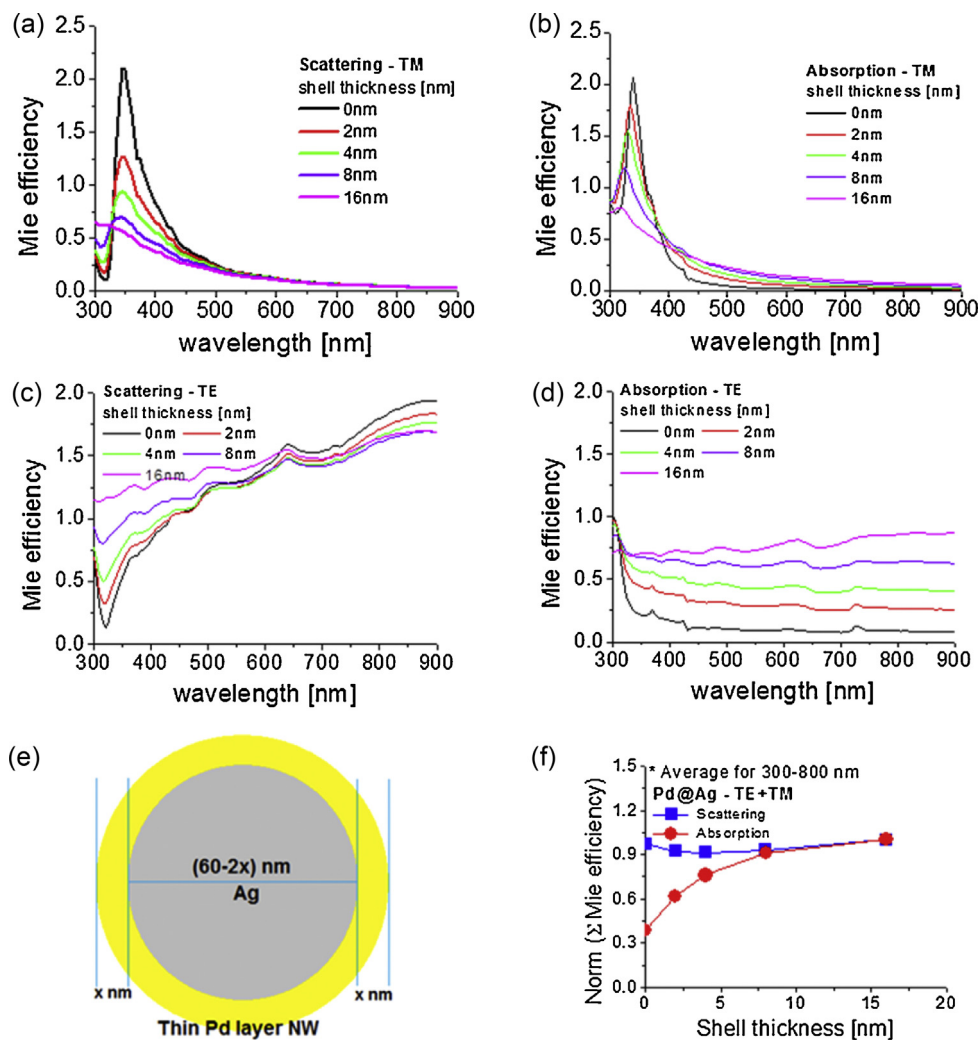 (a)
2.5
2.0
1.5
1.0
0.5
0.0
Mie efficiency
Scattering - TM
shell thickness [nm]
0nm
2nm
4nm
8nm
16nm
300 400 500 600 700 800 900
wavelength [nm]
(b)
2.5
2.0
1.5
1.0
0.5
0.0
Mie efficiency
Absorption - TM
shell thickness [nm]
0nm
2nm
4nm
8nm
16nm
300 400 500 600 700 800 900
wavelength [nm]
(c)
2.0
1.5
1.0
0.5
0.0
Mie efficiency
Scattering - TE
shell thickness [nm]
0nm 2nm
4nm 8nm
16nm
300 400 500 600 700 800 900
wavelength [nm]
(d)
2.0
1.5
1.0
0.5
0.0
Mie efficiency
Absorption - TE
shell thickness [nm]
0nm 2nm
4nm 8nm
16nm
300 400 500 600 700 800 900
wavelength [nm]
(e)
(60-2x) nm
Ag
x nm x nm
Thin Pd layer NW
(f)
1.5
1.2
0.9
0.6
0.3
0.0
Norm (Σ Mie efficiency)
* Average for 300-800 nm
Pd@Ag - TE+TM
Scattering
Absorption
0 5 10 15 20
Shell thickness [nm]